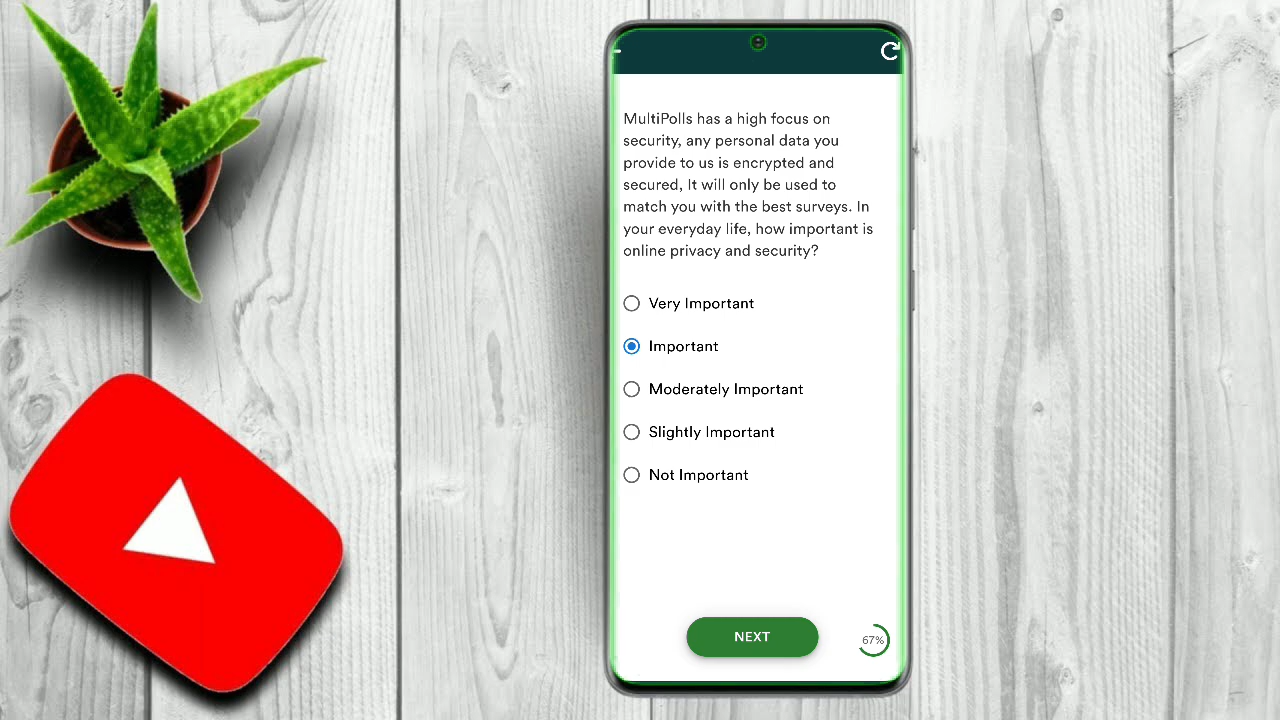 MultiPolls has a high focus on
security, any personal data you
provide to us is encrypted and
secured, It will only be used to
match you with the best surveys. In
your everyday life, how important is
online privacy and security?
Very Important
Important
Moderately Important
Slightly Important
Not Important
NEXT
67%